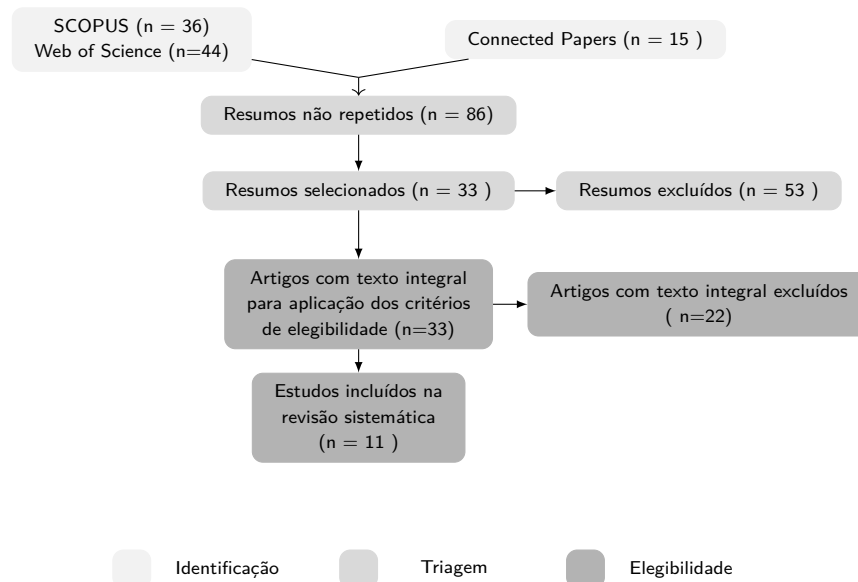 SCOPUS (n = 36)
Web of Science (n=44)
Connected Papers (n = 15 )
Resumos não repetidos (n = 86)
Resumos selecionados (n = 33 )
Resumos excluídos (n = 53 )
Artigos com texto integral
para aplicação dos critérios
de elegibilidade (n=33)
Artigos com texto integral excluídos
( n=22)
Estudos incluídos na
revisão sistemática
(n = 11 )
Identificação
Triagem
Elegibilidade